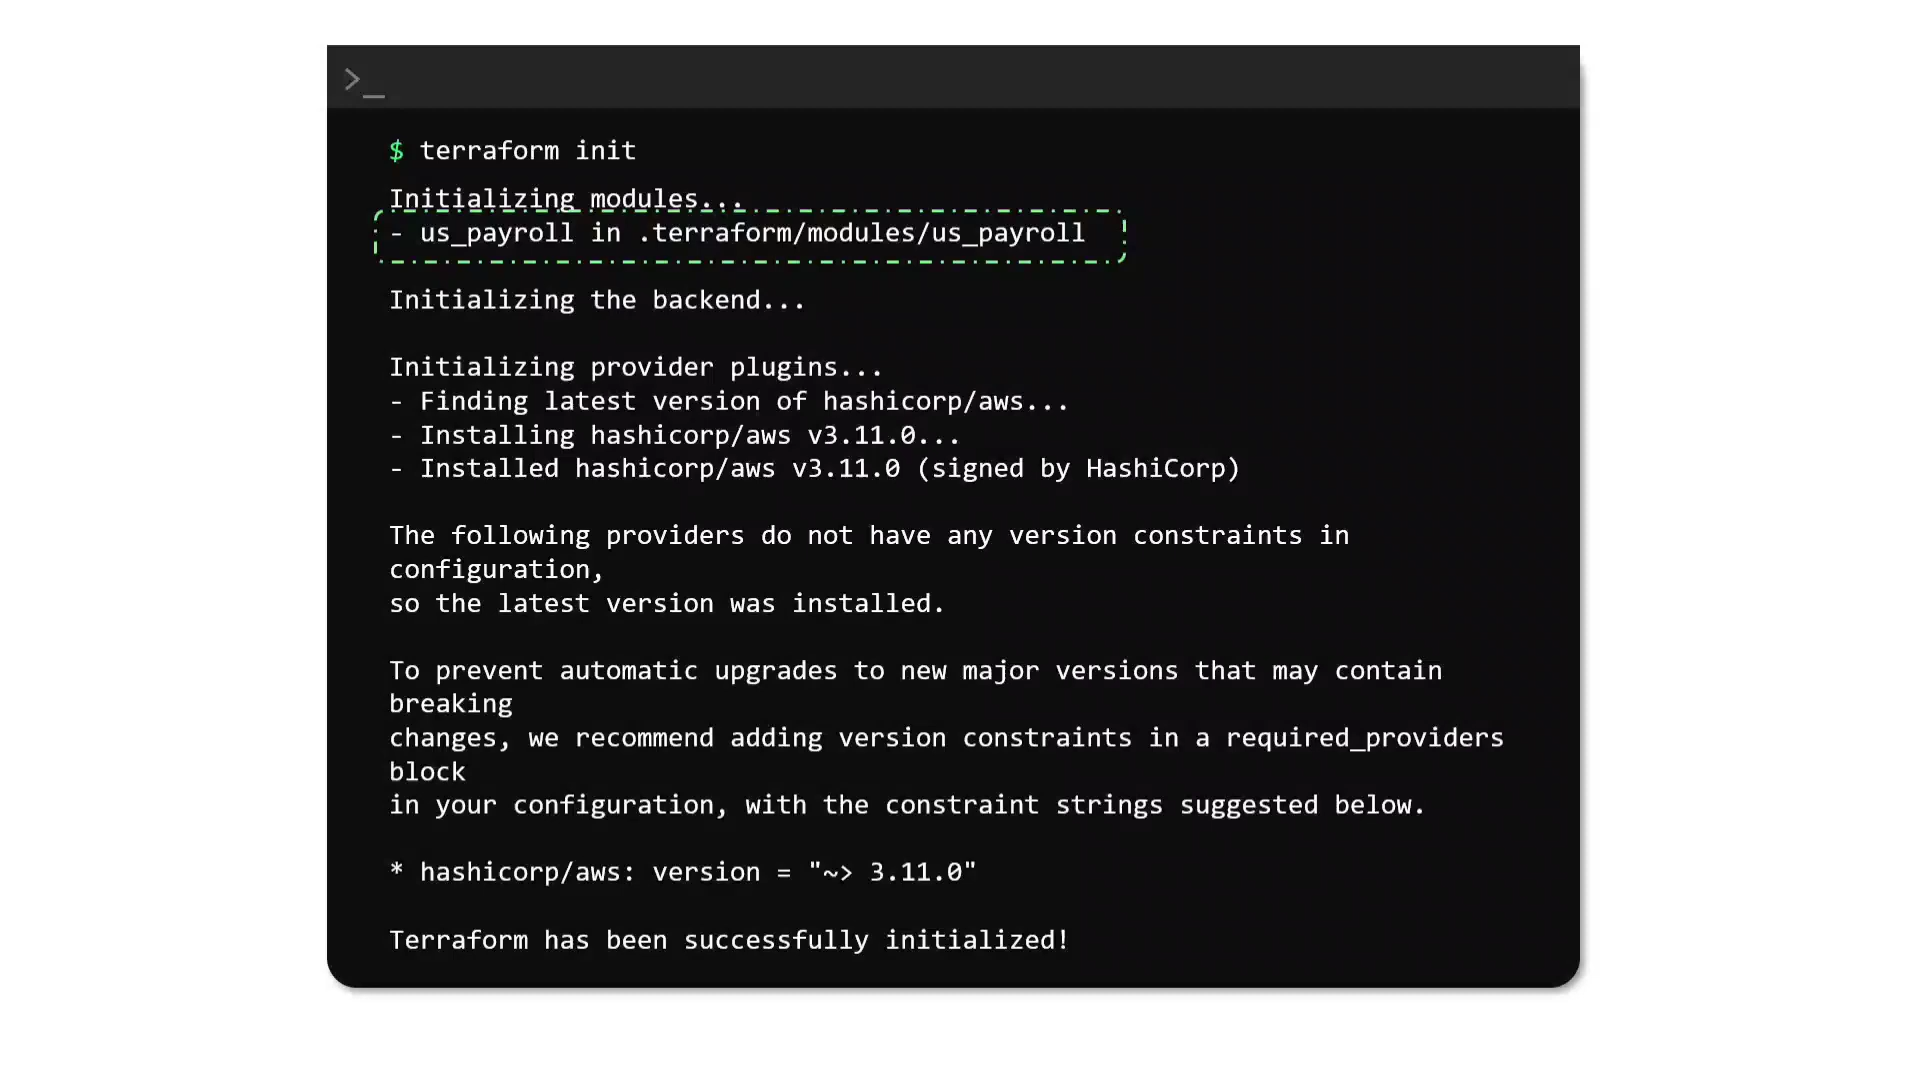 >_
$ terraform init
Initializing modules...
- us_payroll in .terraform/modules/us_payroll
Initializing the backend...
Initializing provider plugins...
- Finding latest version of hashicorp/aws...
- Installing hashicorp/aws v3.11.0...
- Installed hashicorp/aws v3.11.0 (signed by HashiCorp)
The following providers do not have any version constraints in
configuration,
so the latest version was installed.
To prevent automatic upgrades to new major versions that may contain
breaking
changes, we recommend adding version constraints in a required_providers
block
in your configuration, with the constraint strings suggested below.
* hashicorp/aws: version = "~> 3.11.0"
Terraform has been successfully initialized!